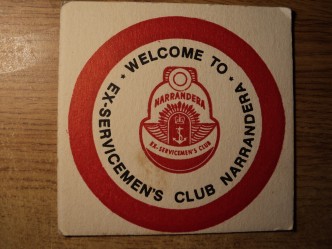 • WELCOME TO •
EX-SERVICEMEN'S CLUB NARRANDERA
NARRANDERA
EX-SERVICEMEN'S CLUB